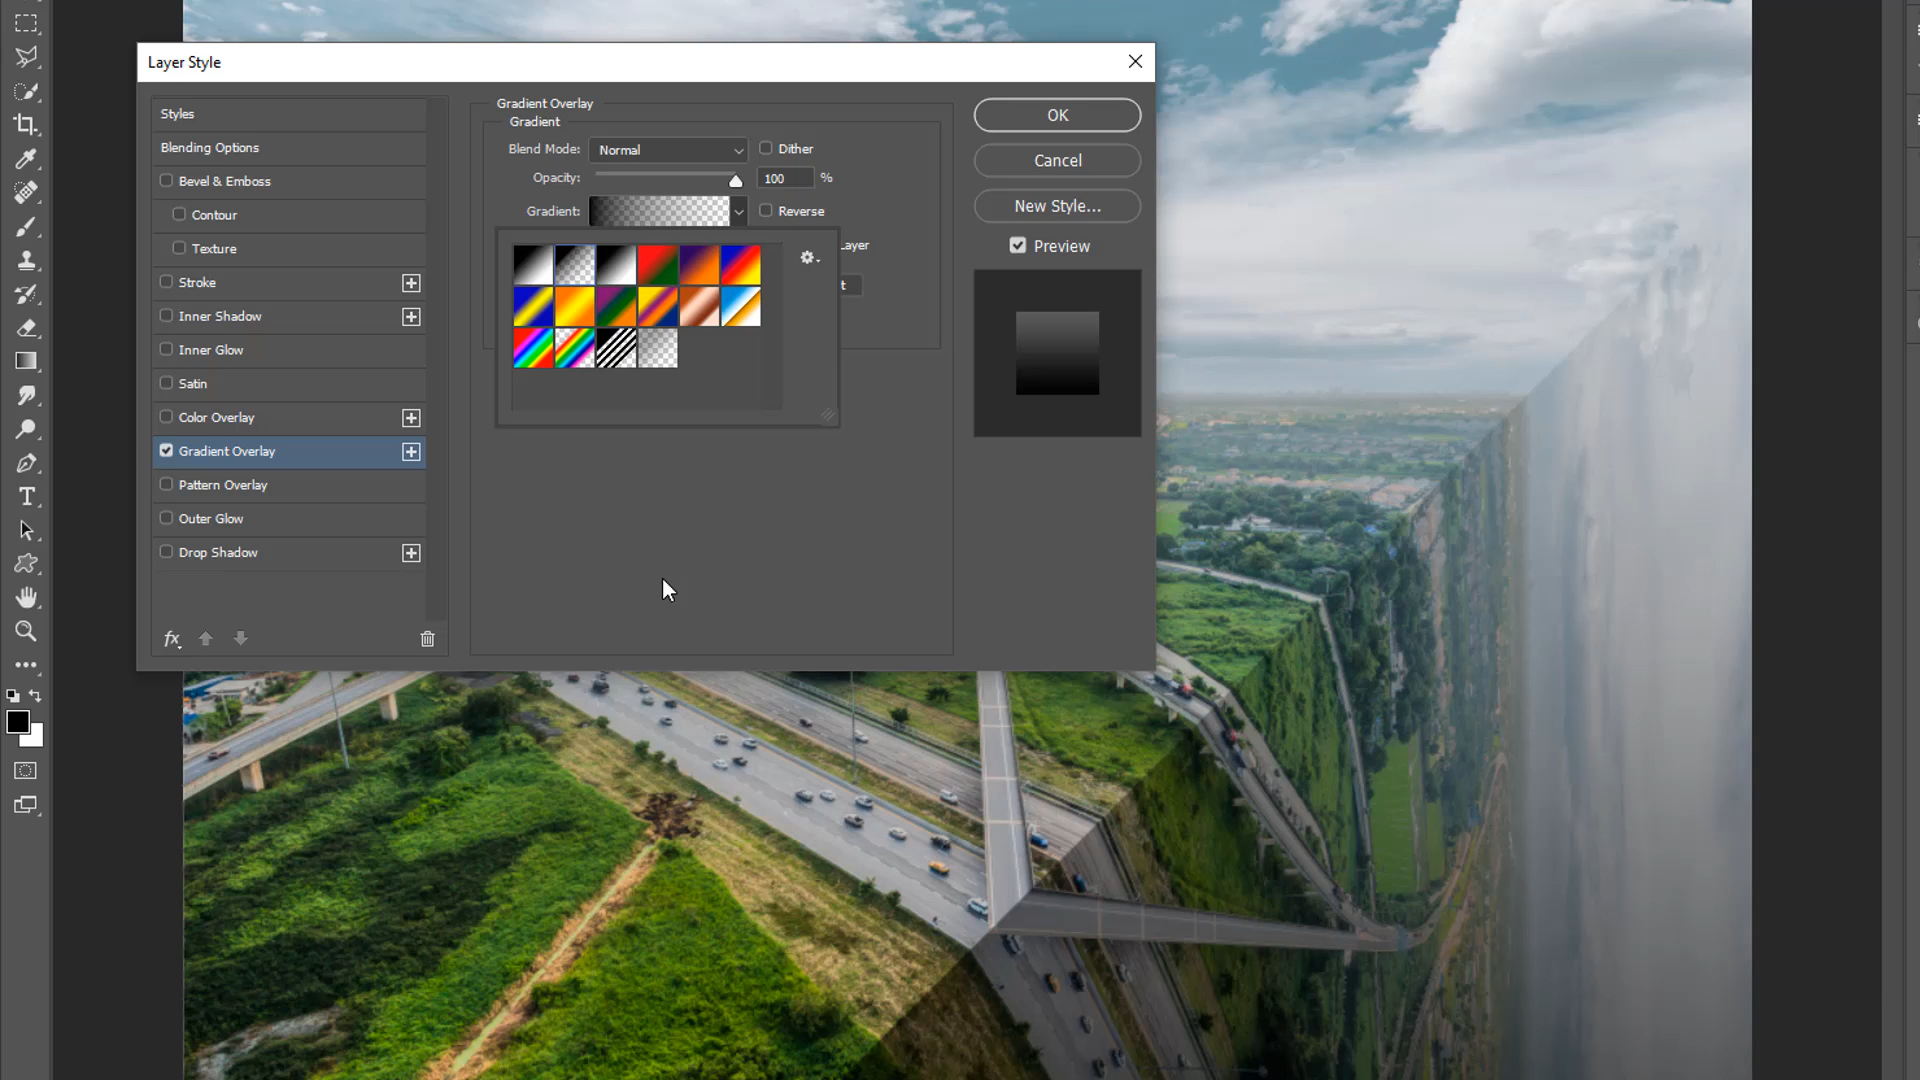 Layer Style
Styles
Blending Options
Bevel & Emboss
Contour
Texture
Stroke
Inner Shadow
Inner Glow
Satin
Color Overlay
Gradient Overlay
Pattern Overlay
Outer Glow
Drop Shadow
fx
Gradient Overlay
Gradient
Blend Mode: Normal Dither
Opacity: 100 %
Gradient: Reverse
Layer
t
OK
Cancel
New Style...
Preview